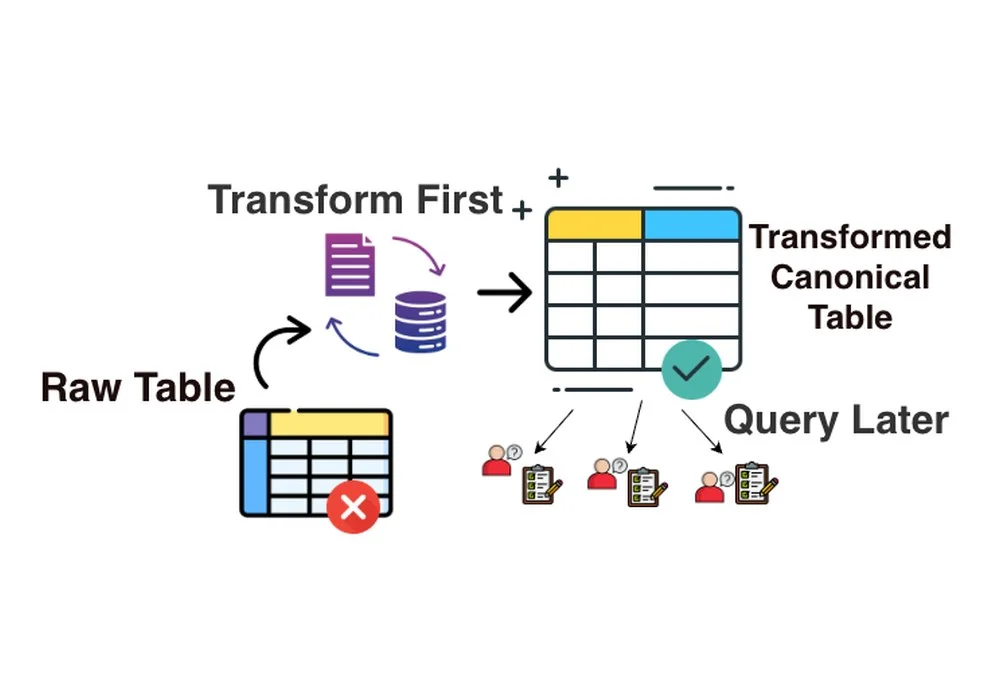 Transform First
Transformed
Canonical
Table
Raw Table
Query Later
?
?
?